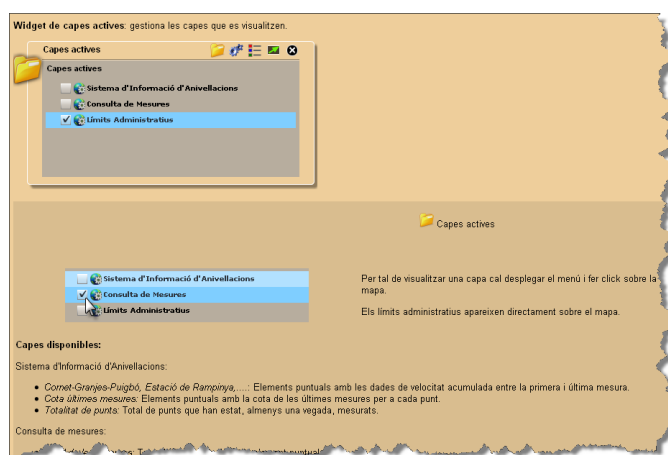 Widget de capes actives: gestiona les capes que es visualitzen.
Capes actives
Capes actives
Sistema d'Informació d'Anivellacions
Consulta de Mesures
Límits Administratius
Capes actives
Sistema d'Informació d'Anivellacions
Consulta de Mesures
Límits Administratius
Per tal de visualitzar una capa cal desplegar el menú i fer click sobre la
mapa.
Els límits administratius apareixen directament sobre el mapa.
Capes disponibles:
Sistema d'Informació d'Anivellacions:
Cornet-Granjes-Puigbó, Estació de Rampinya,....: Elements puntuals amb les dades de velocitat acumulada entre la primera i última mesura.
Cota últimes mesures: Elements puntuals amb la cota de les últimes mesures per a cada punt.
Totalitat de punts: Total de punts que han estat, almenys una vegada, mesurats.
Consulta de mesures: